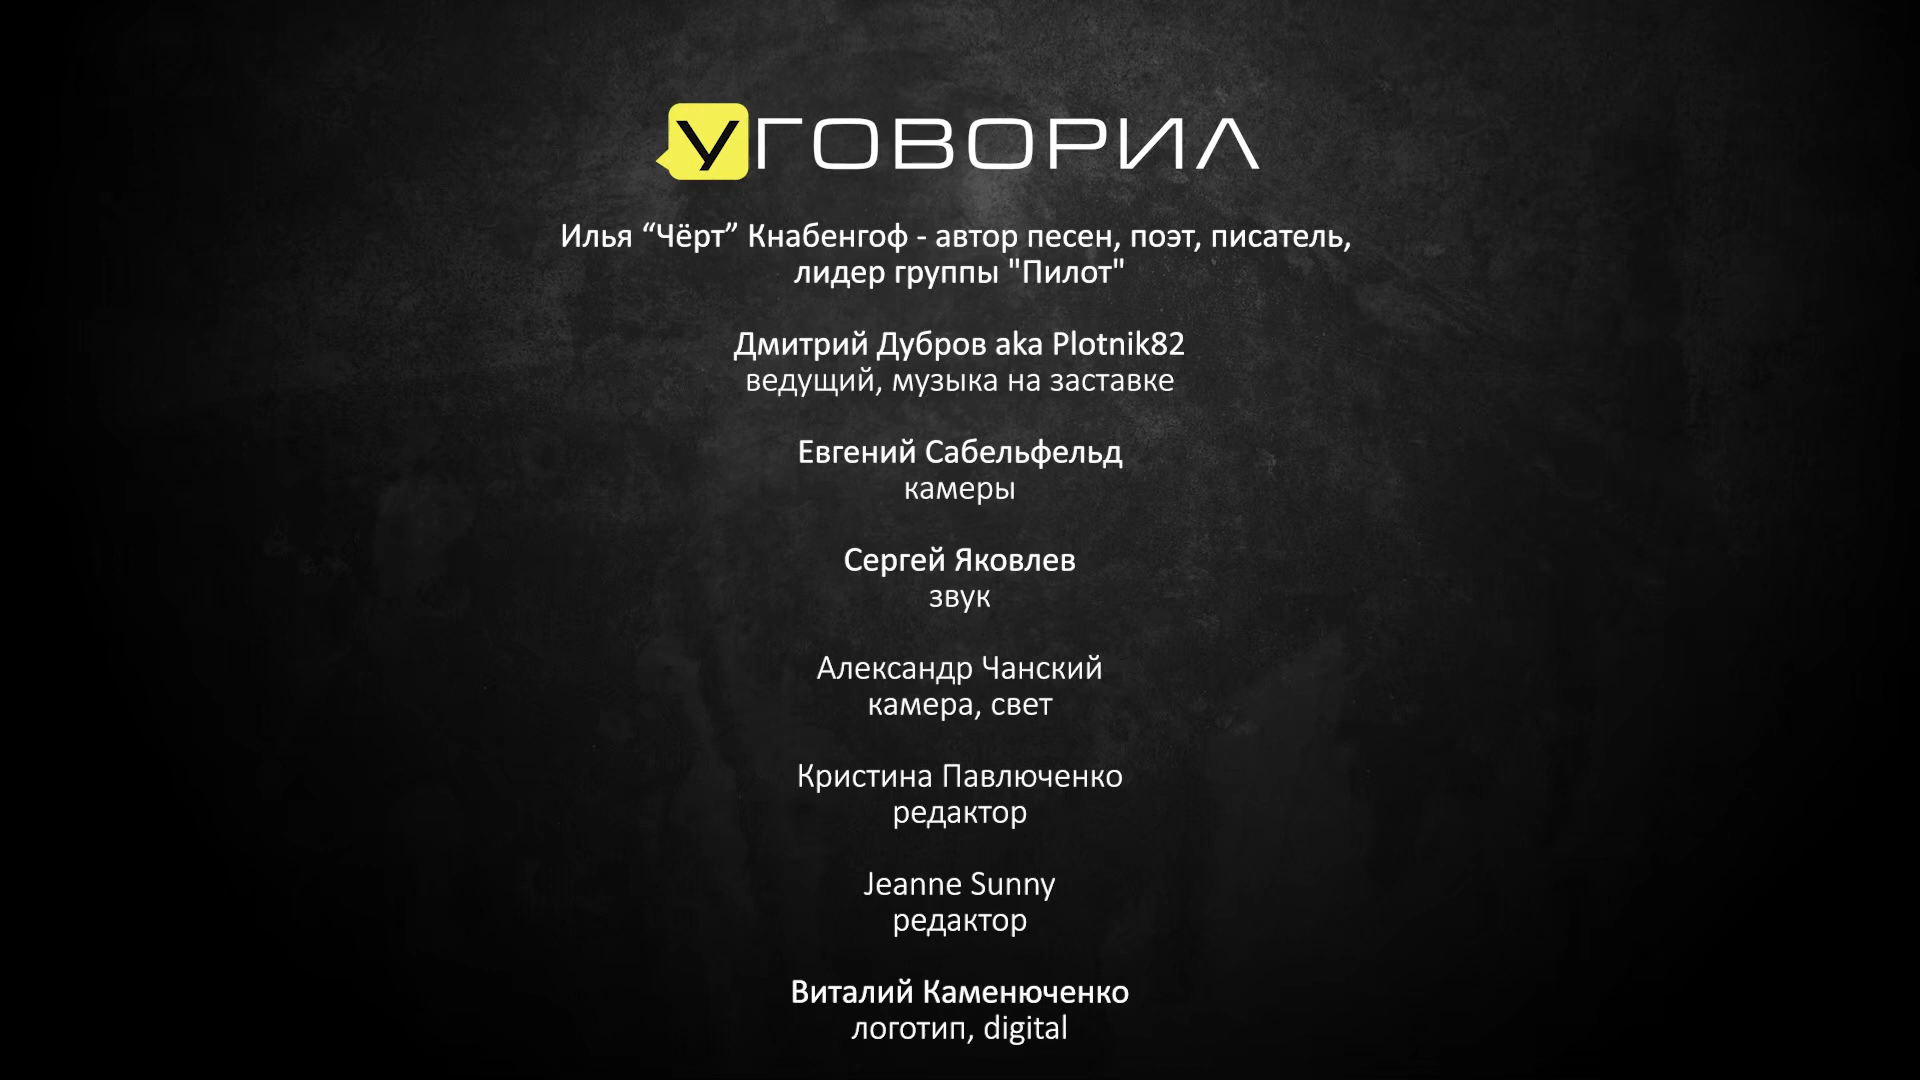 УГОВОРИЛ
Илья “Чёрт” Кнабенгоф - автор песен, поэт, писатель,
лидер группы "Пилот"
Дмитрий Дубров aka Plotnik82
ведущий, музыка на заставке
Евгений Сабельфельд
камеры
Сергей Яковлев
звук
Александр Чанский
камера, свет
Кристина Павлюченко
редактор
Jeanne Sunny
редактор
Виталий Каменюченко
логотип, digital